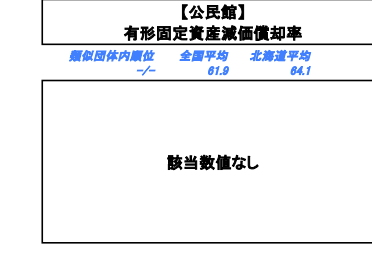 【公民館】
有形固定資産減価償却率
類似団体内順位 全国平均 北海道平均
-/- 61.9 64.1
該当数値なし